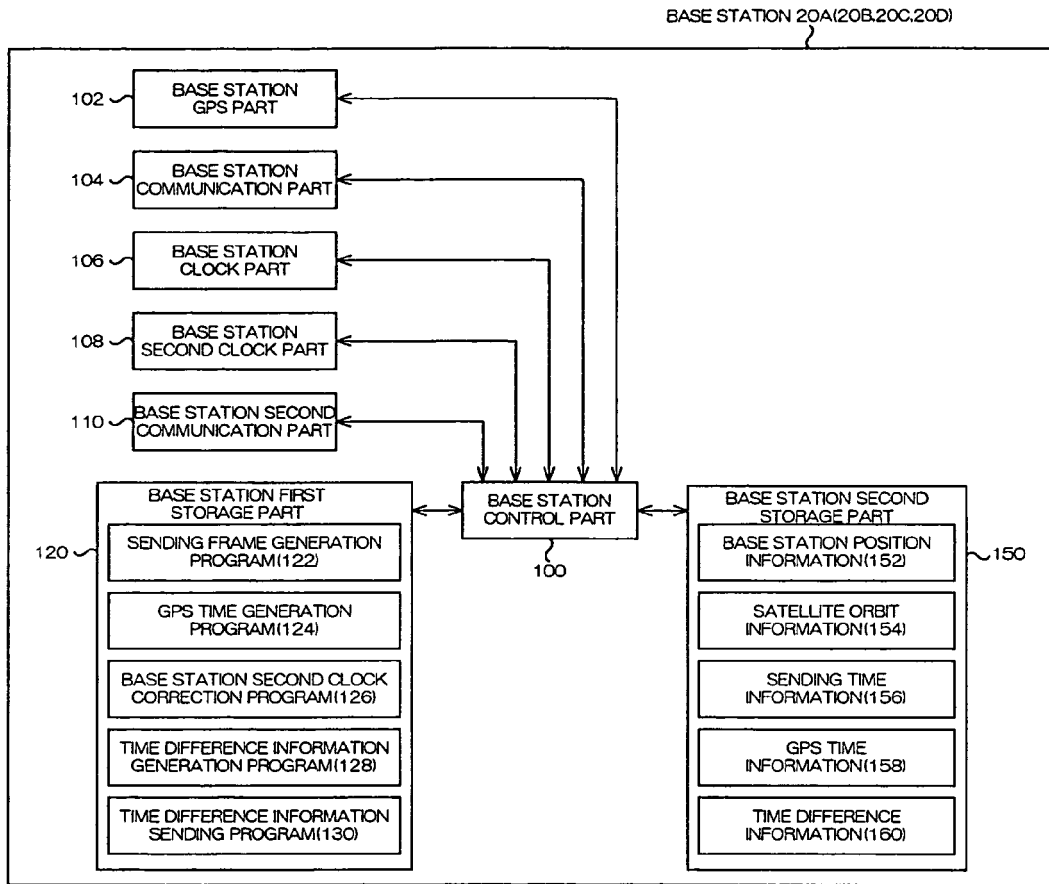 BASE STATION 20A(20B,20C,20D)
102
BASE STATION
GPS PART
104
BASE STATION
COMMUNICATION PART
106
BASE STATION
CLOCK PART
108
BASE STATION
SECOND CLOCK PART
110
BASE STATION SECOND
COMMUNICATION PART
BASE STATION FIRST
STORAGE PART
120
SENDING FRAME GENERATION
PROGRAM(122)
GPS TIME GENERATION
PROGRAM(124)
BASE STATION SECOND CLOCK
CORRECTION PROGRAM(126)
TIME DIFFERENCE INFORMATION
GENERATION PROGRAM(128)
TIME DIFFERENCE INFORMATION
SENDING PROGRAM(130)
BASE STATION
CONTROL PART
100
BASE STATION SECOND
STORAGE PART
150
BASE STATION POSITION
INFORMATION(152)
SATELLITE ORBIT
INFORMATION(154)
SENDING TIME
INFORMATION(156)
GPS TIME
INFORMATION(158)
TIME DIFFERENCE
INFORMATION(160)